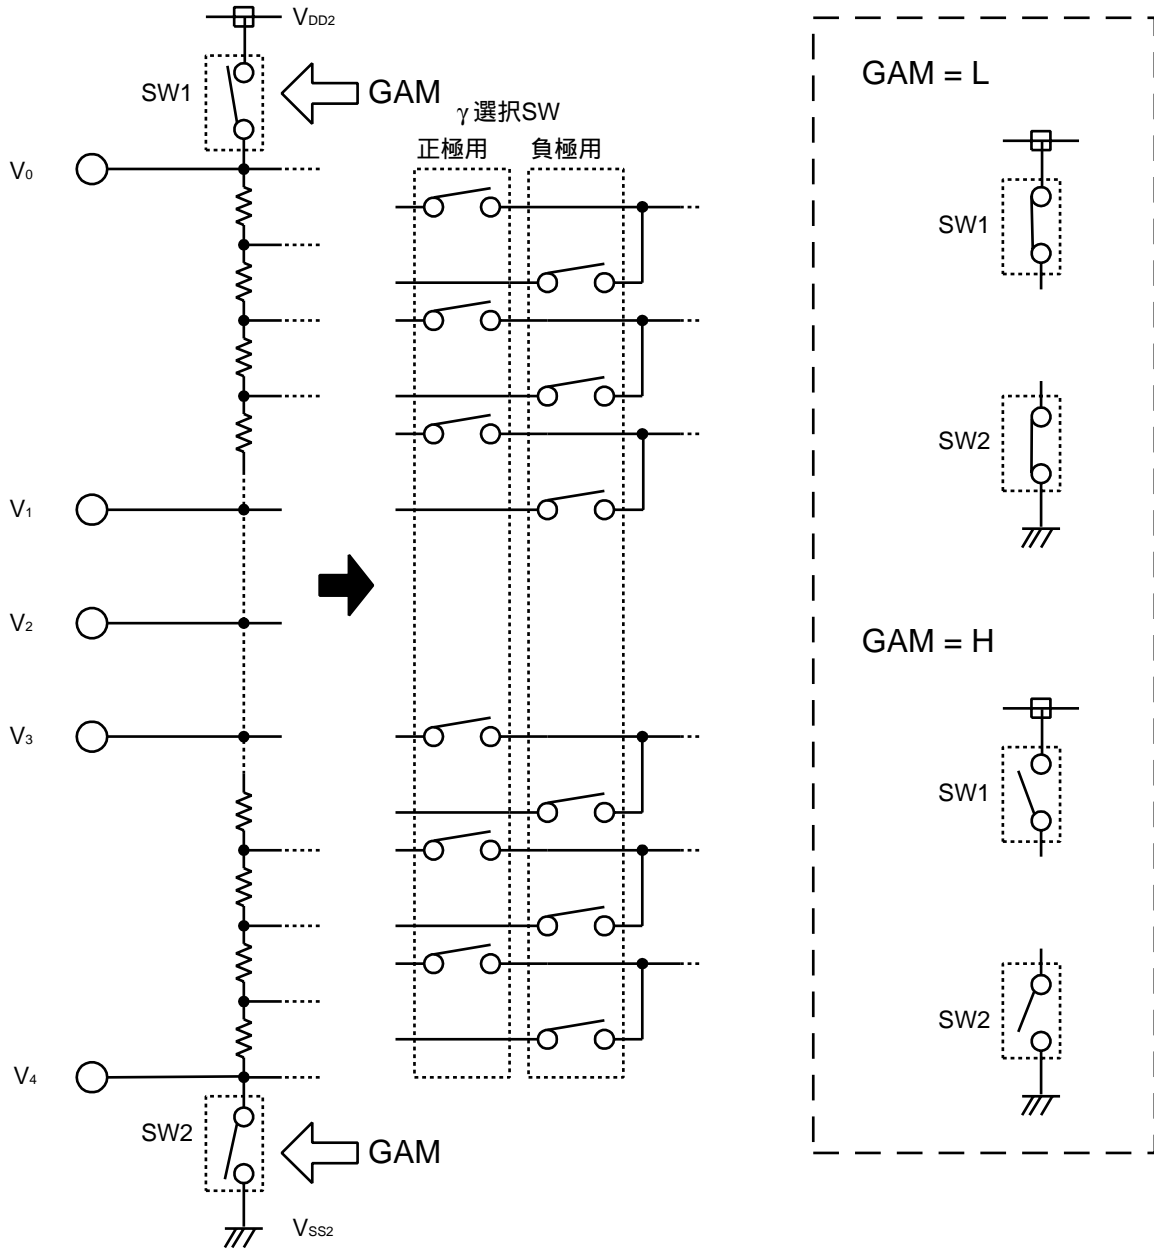 VDD2
SW1
GAM
γ 選択SW
正極用 負極用
V0
V1
V2
V3
V4
SW2
GAM
VSS2
GAM = L
SW1
SW2
GAM = H
SW1
SW2